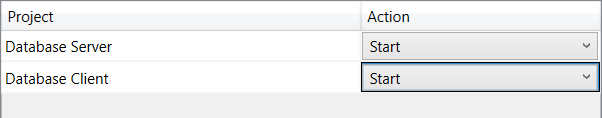 Project Action
Database Server Start
Database Client Start